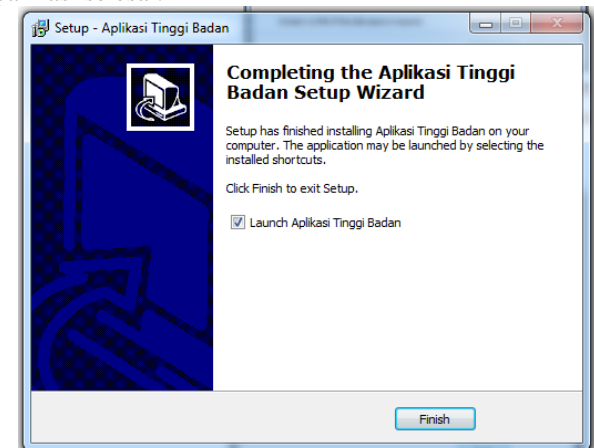 Setup - Aplikasi Tinggi Badan
Completing the Aplikasi Tinggi
Badan Setup Wizard
Setup has finished installing Aplikasi Tinggi Badan on your
computer. The application may be launched by selecting the
installed shortcuts.
Click Finish to exit Setup.
Launch Aplikasi Tinggi Badan
Finish